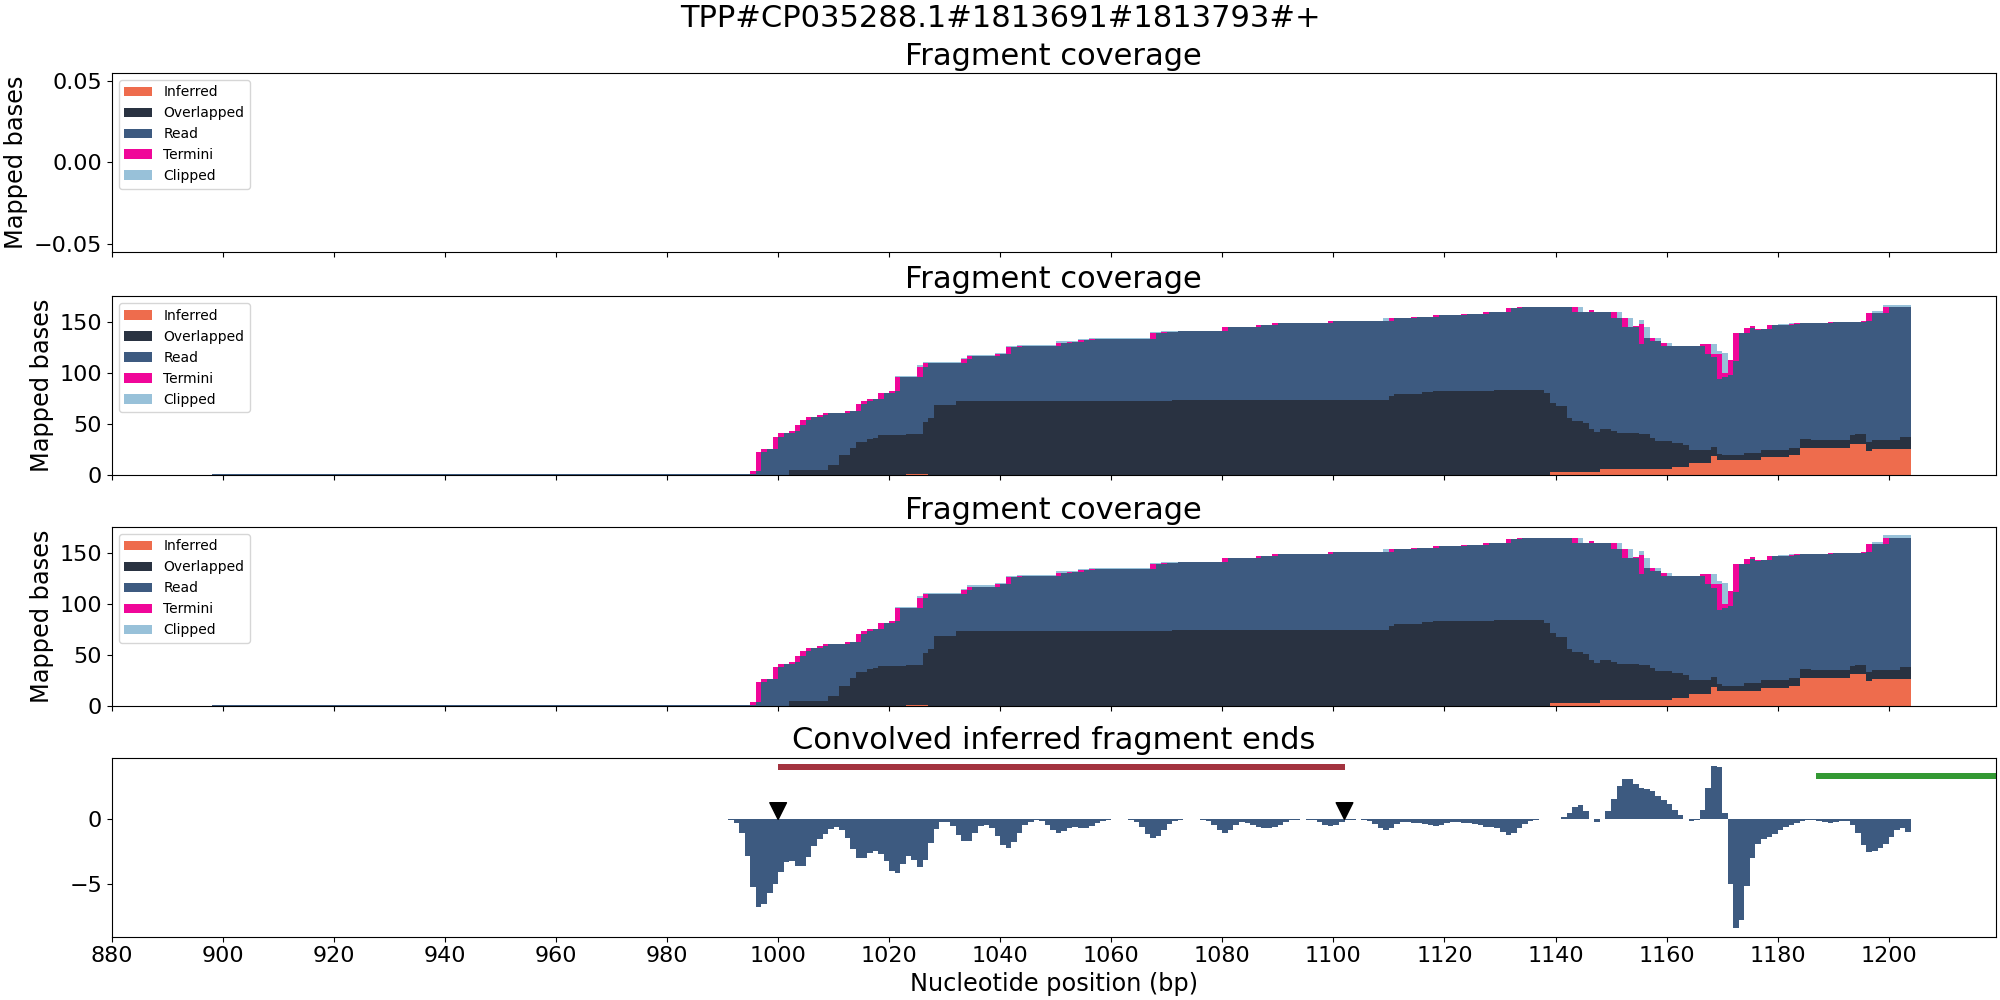 TPP#CP035288.1#1813691#1813793#+
Fragment coverage
Mapped bases
0.05
0.00
−0.05
Inferred
Overlapped
Read
Termini
Clipped
Fragment coverage
Mapped bases
150
100
50
0
Inferred
Overlapped
Read
Termini
Clipped
Fragment coverage
Mapped bases
150
100
50
0
Inferred
Overlapped
Read
Termini
Clipped
Convolved inferred fragment ends
0
−5
880 900 920 940 960 980 1000 1020 1040 1060 1080 1100 1120 1140 1160 1180 1200
Nucleotide position (bp)